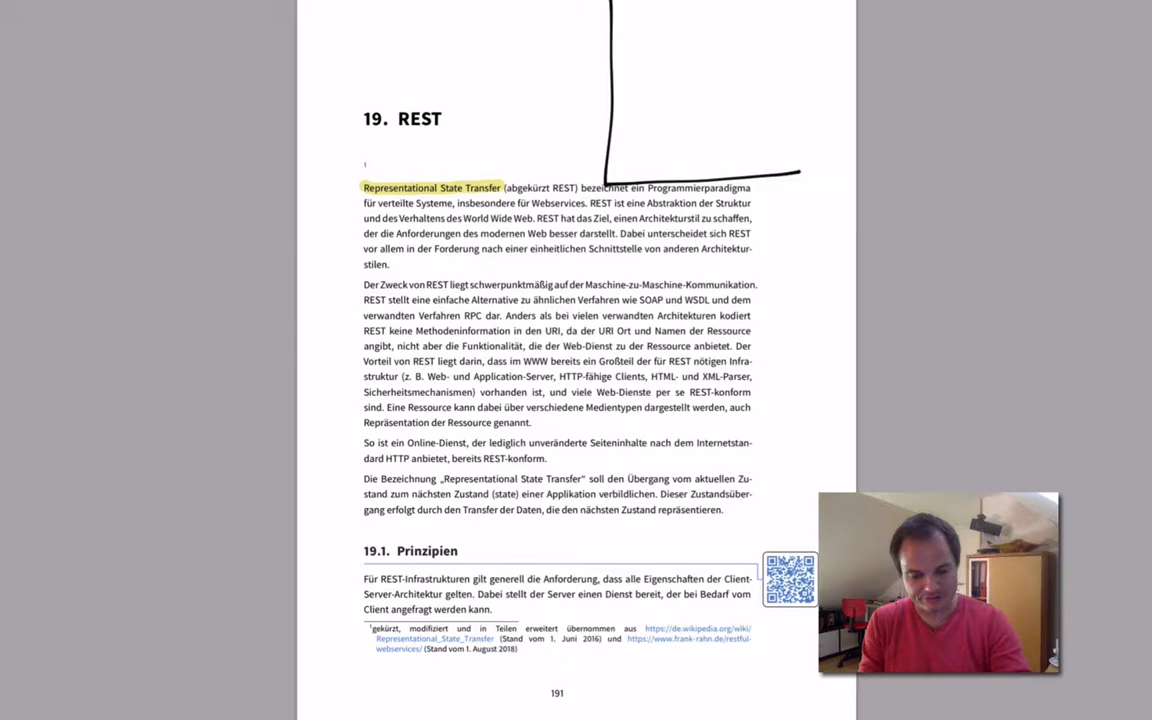 19. REST
1
Representational State Transfer (abgekürzt REST) bezeichnet ein Programmierparadigma
für verteilte Systeme, insbesondere für Webservices. REST ist eine Abstraktion der Struktur
und des Verhaltens des World Wide Web. REST hat das Ziel, einen Architekturstil zu schaffen,
der die Anforderungen des modernen Web besser darstellt. Dabei unterscheidet sich REST
vor allem in der Forderung nach einer einheitlichen Schnittstelle von anderen Architektur-
stilen.
Der Zweck von REST liegt schwerpunktmäßig auf der Maschine-zu-Maschine-Kommunikation.
REST stellt eine einfache Alternative zu ähnlichen Verfahren wie SOAP und WSDL und dem
verwandten Verfahren RPC dar. Anders als bei vielen verwandten Architekturen kodiert
REST keine Methodeninformation in den URI, da der URI Ort und Namen der Ressource
angibt, nicht aber die Funktionalität, die der Web-Dienst zu der Ressource anbietet. Der
Vorteil von REST liegt darin, dass im WWW bereits ein Großteil der für REST nötigen Infra-
struktur (z. B. Web- und Application-Server, HTTP-fähige Clients, HTML- und XML-Parser,
Sicherheitsmechanismen) vorhanden ist, und viele Web-Dienste per se REST-konform
sind. Eine Ressource kann dabei über verschiedene Medientypen dargestellt werden, auch
Repräsentation der Ressource genannt.
So ist ein Online-Dienst, der lediglich unveränderte Seiteninhalte nach dem Internetstan-
dard HTTP anbietet, bereits REST-konform.
Die Bezeichnung „Representational State Transfer“ soll den Übergang vom aktuellen Zu-
stand zum nächsten Zustand (state) einer Applikation verbildlichen. Dieser Zustandsüber-
gang erfolgt durch den Transfer der Daten, die den nächsten Zustand repräsentieren.
19.1. Prinzipien
Für REST-Infrastrukturen gilt generell die Anforderung, dass alle Eigenschaften der Client-
Server-Architektur gelten. Dabei stellt der Server einen Dienst bereit, der bei Bedarf vom
Client angefragt werden kann.
1gekürzt, modifiziert und in Teilen erweitert übernommen aus https://de.wikipedia.org/wiki/
Representational_State_Transfer (Stand vom 1. Juni 2016) und https://www.frank-rahn.de/restful-
webservices/ (Stand vom 1. August 2018)
191